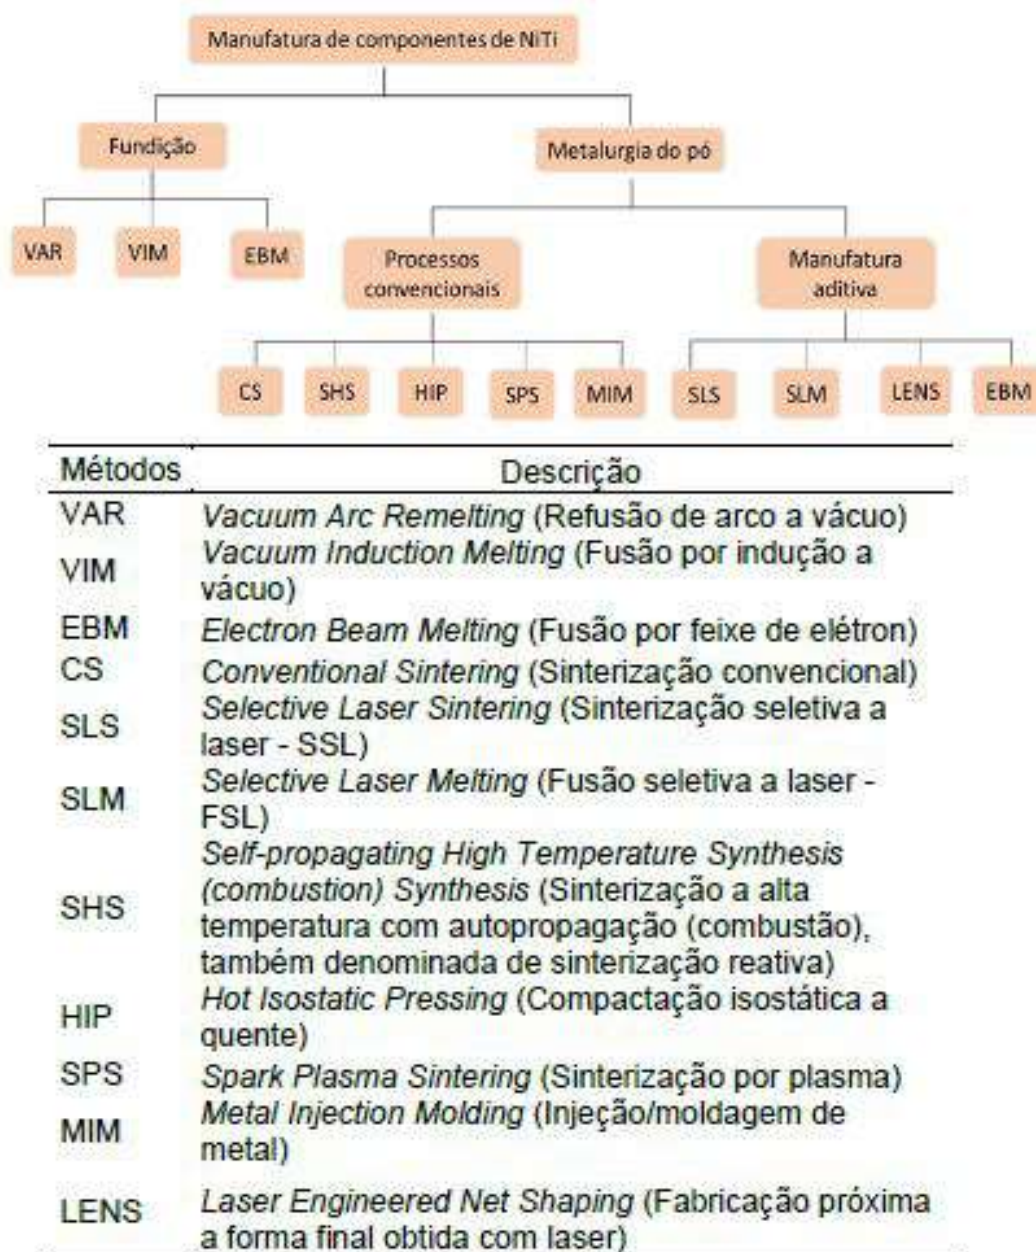 Manufatura de componentes de NiTi
Fundição
Metalurgia do pó
VAR
VIM
EBM
Processos
convencionais
Manufatura
aditiva
CS
SHS
HIP
SPS
MIM
SLS
SLM
LENS
EBM
Métodos Descrição
VAR Vacuum Arc Remelting (Refusão de arco a vácuo)
VIM Vacuum Induction Melting (Fusão por indução a
vácuo)
EBM Electron Beam Melting (Fusão por feixe de elétron)
CS Conventional Sintering (Sinterização convencional)
SLS Selective Laser Sintering (Sinterização seletiva a
laser - SSL)
SLM Selective Laser Melting (Fusão seletiva a laser -
FSL)
Self-propagating High Temperature Synthesis
SHS (combustion) Synthesis (Sinterização a alta
temperatura com autopropagação (combustão),
também denominada de sinterização reativa)
HIP Hot Isostatic Pressing (Compactação isostática a
quente)
SPS Spark Plasma Sintering (Sinterização por plasma)
MIM Metal Injection Molding (Injeção/moldagem de
metal)
LENS Laser Engineered Net Shaping (Fabricação próxima
a forma final obtida com laser)